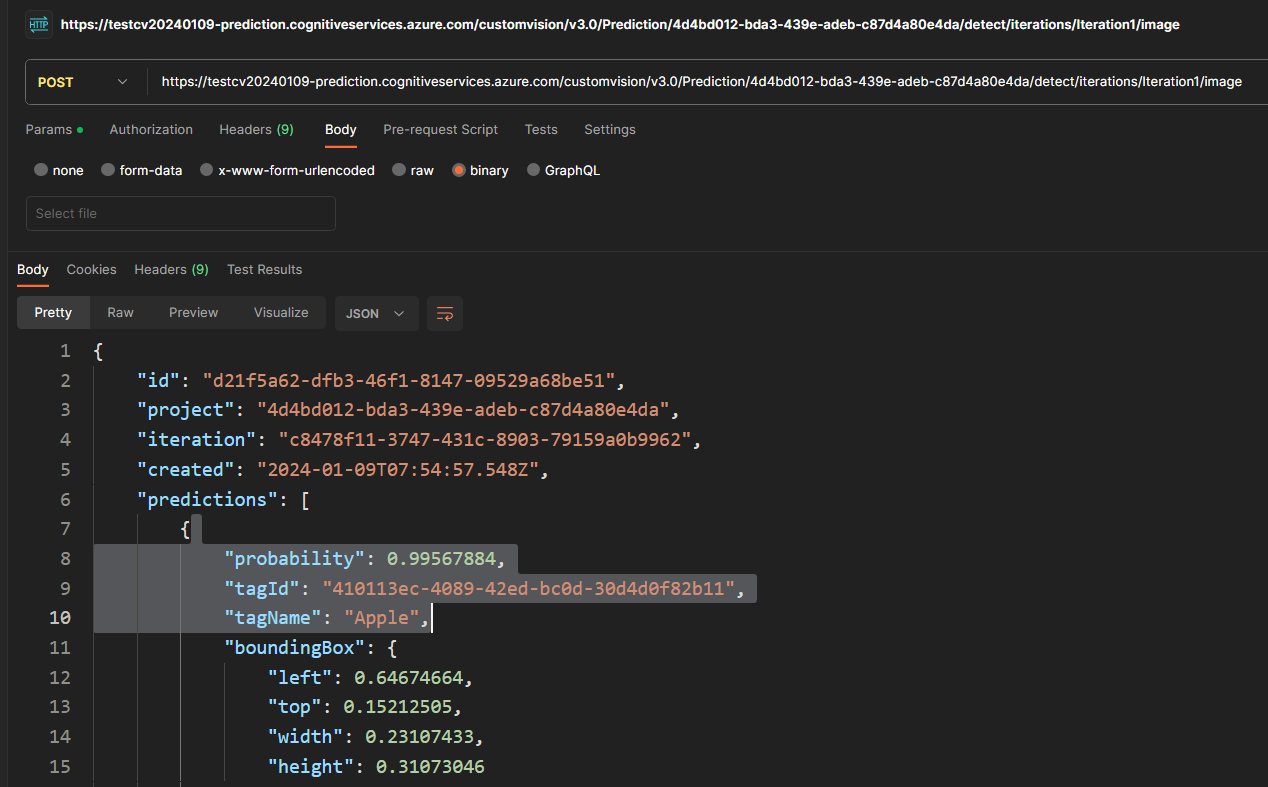 HTTP https://testcv20240109-prediction.cognitiveservices.azure.com/customvision/v3.0/Prediction/4d4bd012-bda3-439e-adeb-c87d4a80e4da/detect/iterations/Iteration1/image
POST https://testcv20240109-prediction.cognitiveservices.azure.com/customvision/v3.0/Prediction/4d4bd012-bda3-439e-adeb-c87d4a80e4da/detect/iterations/Iteration1/image
Params Authorization Headers (9) Body Pre-request Script Tests Settings
none form-data x-www-form-urlencoded raw binary GraphQL
Select file
Body Cookies Headers (9) Test Results
Pretty Raw Preview Visualize JSON
1 {
2 "id": "d21f5a62-dfb3-46f1-8147-09529a68be51",
3 "project": "4d4bd012-bda3-439e-adeb-c87d4a80e4da",
4 "iteration": "c8478f11-3747-431c-8903-79159a0b9962",
5 "created": "2024-01-09T07:54:57.548Z",
6 "predictions": [
7 {
8 "probability": 0.99567884,
9 "tagId": "410113ec-4089-42ed-bc0d-30d4d0f82b11",
10 "tagName": "Apple",
11 "boundingBox": {
12 "left": 0.64674664,
13 "top": 0.15212505,
14 "width": 0.23107433,
15 "height": 0.31073046